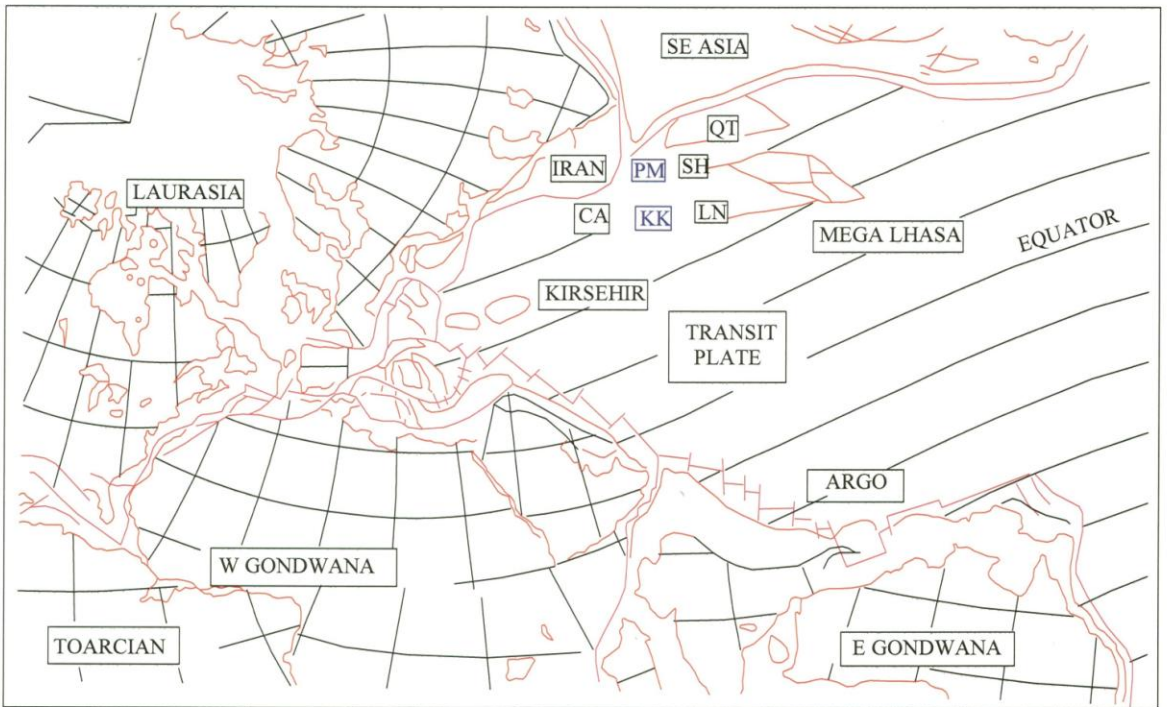 SE ASIA
QT
IRAN
PM
SH
LAURASIA
CA
KK
LN
MEGA LHASA
EQUATOR
KIRSEHIR
TRANSIT
PLATE
ARGO
W GONDWANA
TOARCIAN
E GONDWANA